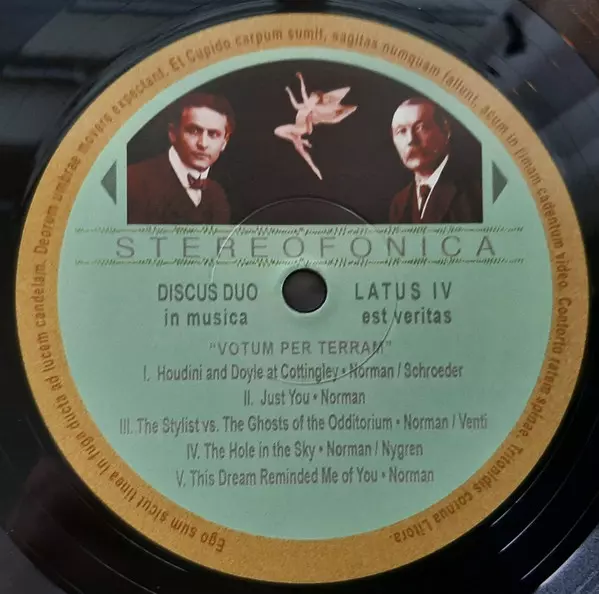 Ego sum sicut tinea in fuga ducta ad lucem candelam. Deorum umbrae movere expectant. Et Cupido carpum sumit, sagitas numquam fallunt, acum in fimam cadentum video. Contorto fatem spinae. Tritonidis cornua Litora.
STEREOFONICA
DISCUS DUO LATUS IV
in musica est veritas
"VOTUM PER TERRAM"
I. Houdini and Doyle at Cottingley • Norman / Schroeder
II. Just You • Norman
III. The Stylist vs. The Ghosts of the Odditorium • Norman / Venti
IV. The Hole in the Sky • Norman / Nygren
V. This Dream Reminded Me of You • Norman